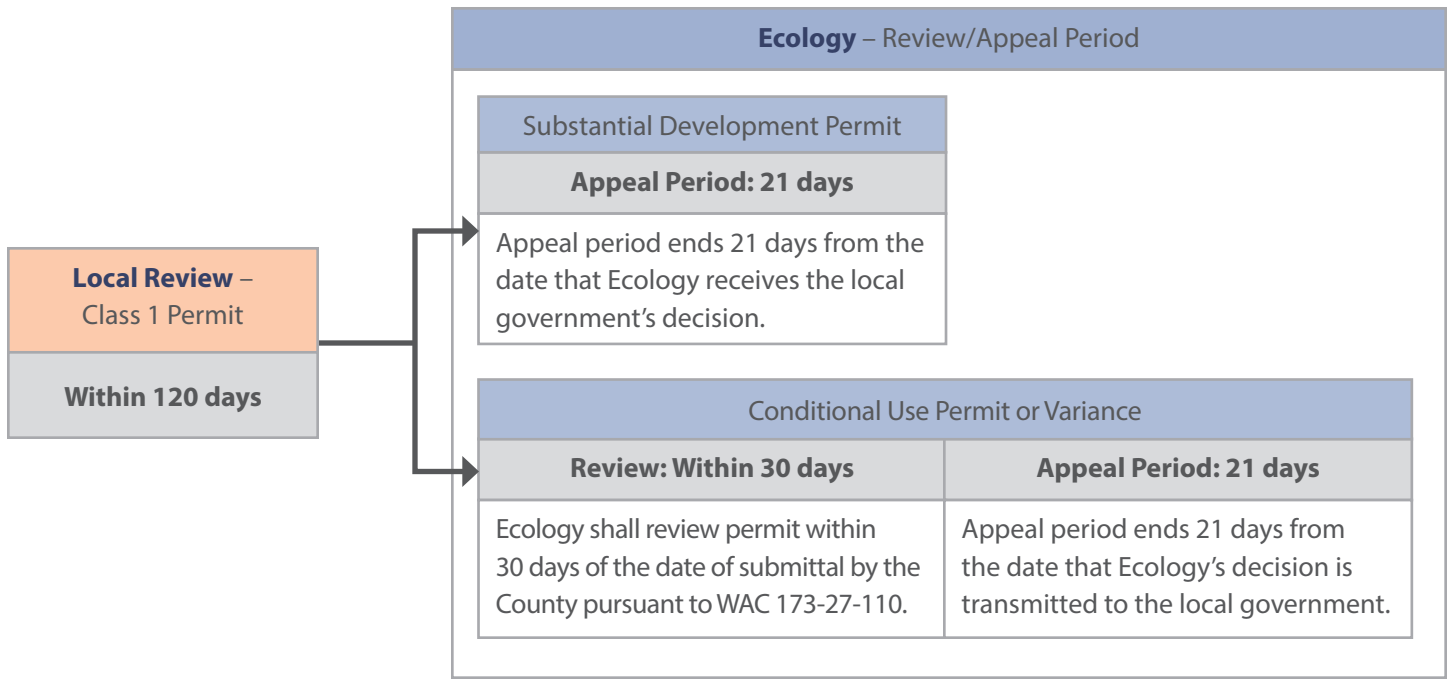 Ecology – Review/Appeal Period
Local Review –
Class 1 Permit
Within 120 days
Substantial Development Permit
Appeal Period: 21 days
Appeal period ends 21 days from the
date that Ecology receives the local
government’s decision.
Conditional Use Permit or Variance
Review: Within 30 days
Ecology shall review permit within
30 days of the date of submittal by the
County pursuant to WAC 173-27-110.
Appeal Period: 21 days
Appeal period ends 21 days from
the date that Ecology’s decision is
transmitted to the local government.